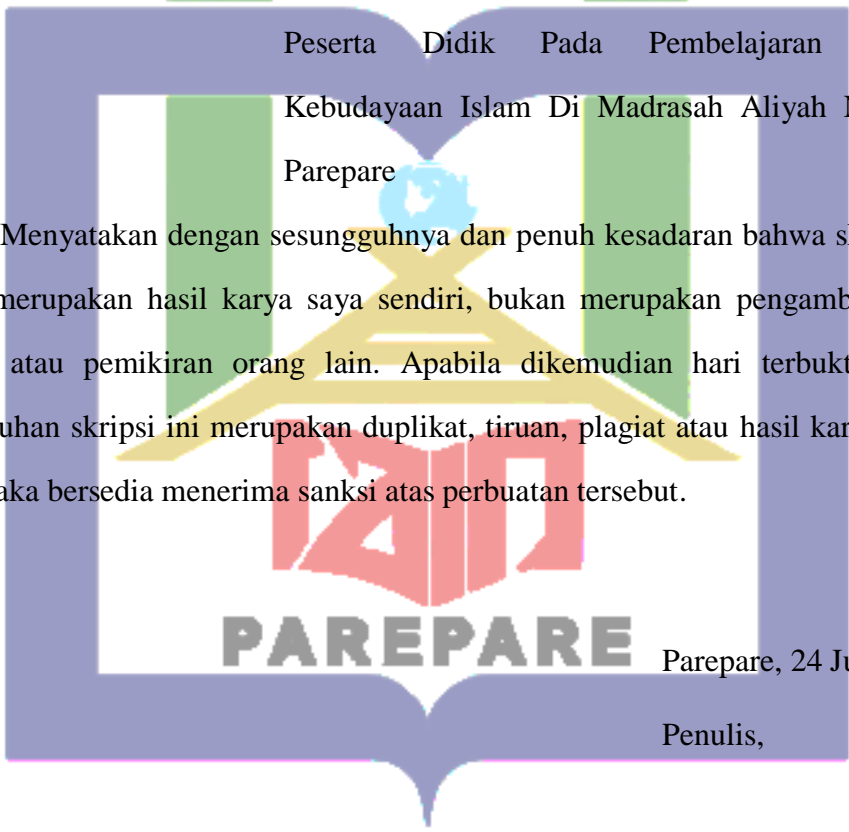 Peserta Didik Pada Pembelajaran
Kebudayaan Islam Di Madrasah Aliyah
Parepare
Menyatakan dengan sesungguhnya dan penuh kesadaran bahwa
merupakan hasil karya saya sendiri, bukan merupakan
atau pemikiran orang lain. Apabila dikemudian hari
skripsi ini merupakan duplikat, tiruan, plagiat atau hasil
bersedia menerima sanksi atas perbuatan tersebut.
iain
PAREPARE
Parepare, 24
Penulis,